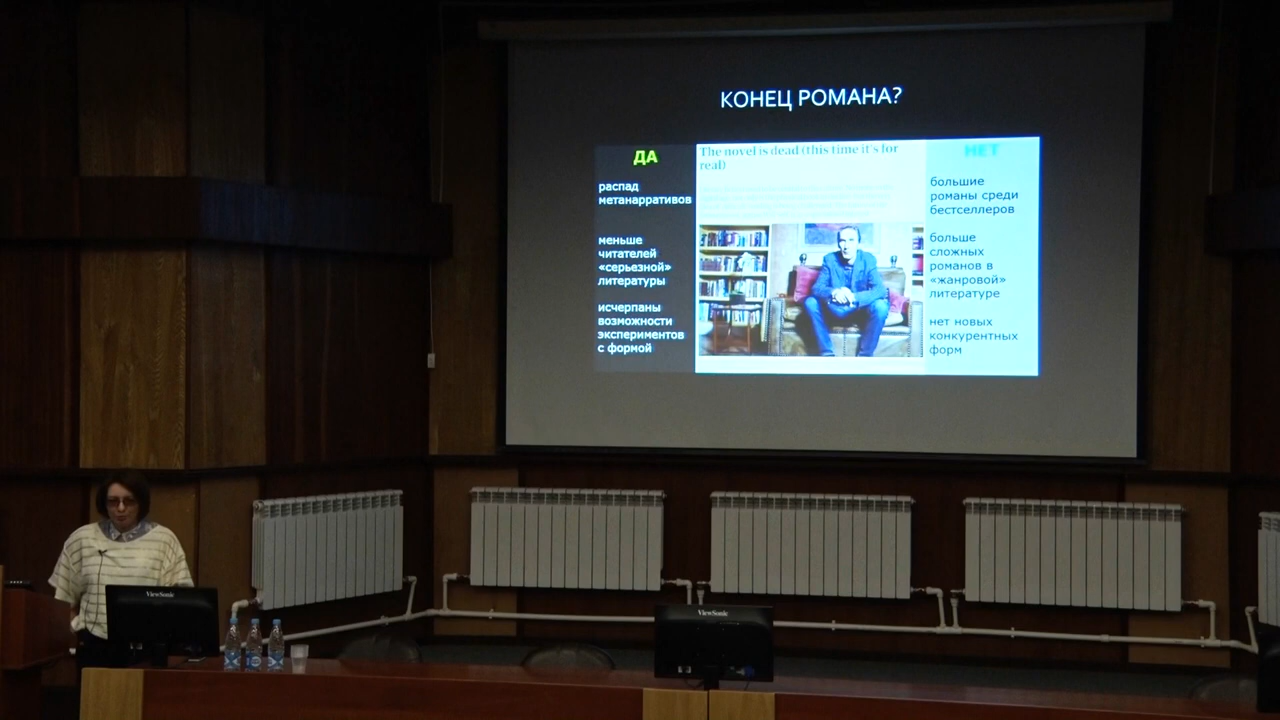 КОНЕЦ РОМАНА?
ДА
распад
метанарративов
меньше
читателей
«серьезной»
литературы
исчерпаны
возможности
экспериментов
с формой
The novel is dead (this time it's for
real)
НЕТ
большие
романы среди
бестселлеров
больше
сложных
романов в
«жанровой»
литературе
нет новых
конкурентных
форм
ViewSonic
ViewSonic